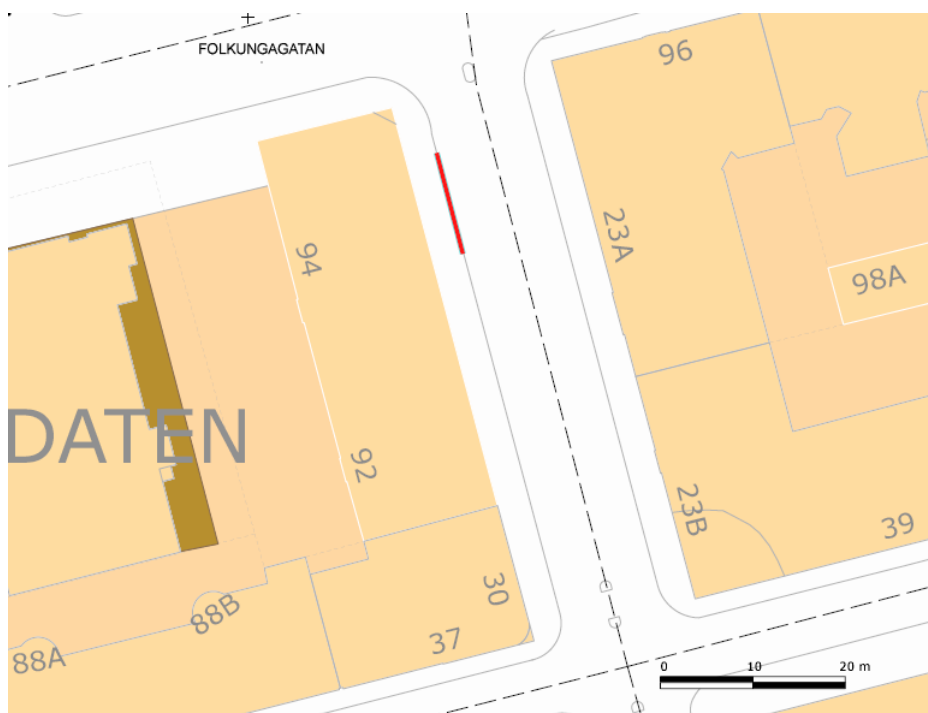 FOLKUNGAGATAN
96
94
23A
98A
DATEN
92
23B
39
30
88B
37
88A
0 10 20 m